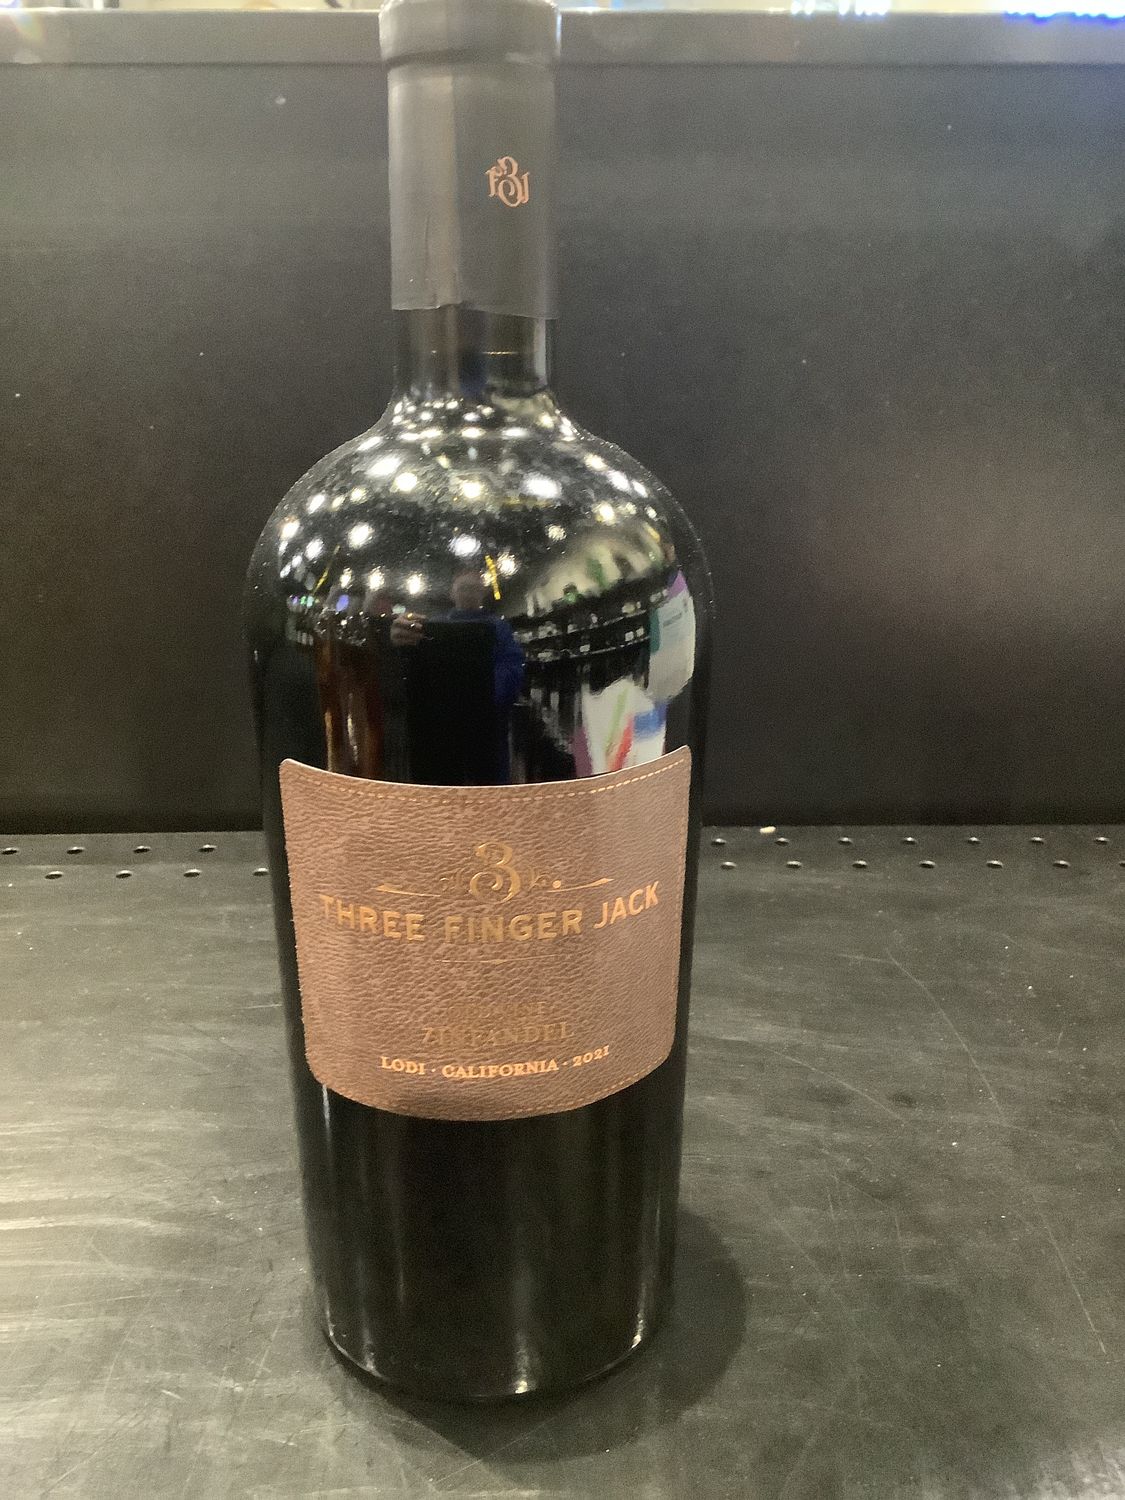 3
THREE FINGER JACK
ZINFANDEL
LODI · CALIFORNIA · 2021